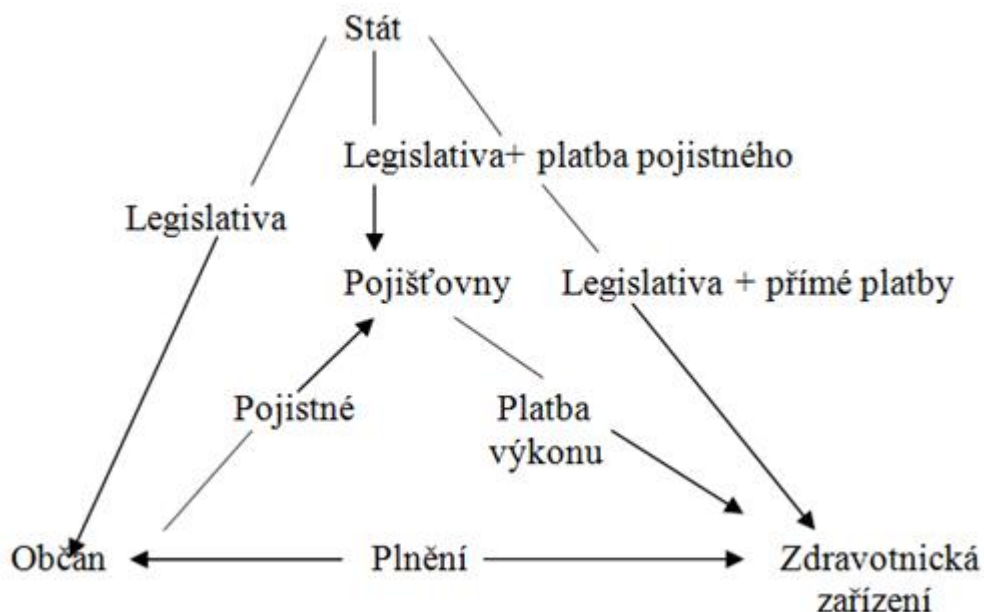 Stát
Legislativa+ platba pojistného
Legislativa
Pojišťovny
Legislativa + přímé platby
Pojistné
Platba
výkonu
Občan
Plnění
Zdravotnická
zařízení